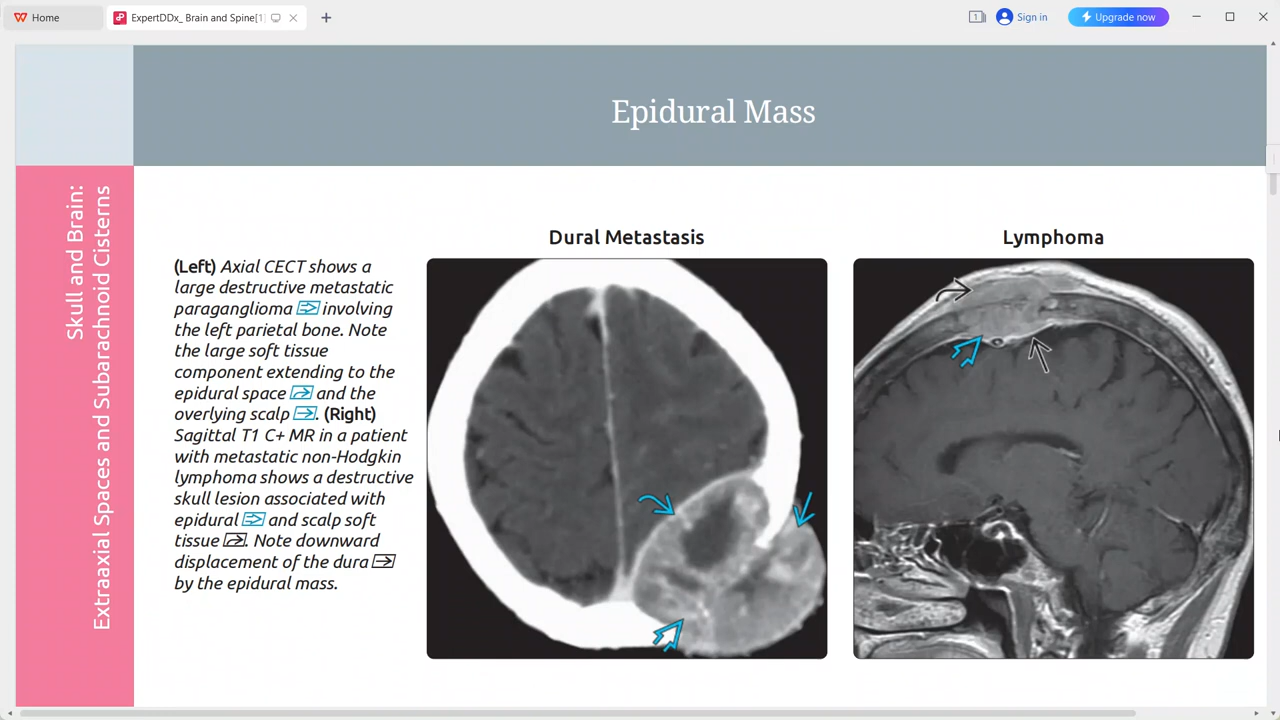 Home
ExpertDDx_ Brain and Spine[1]
1
Sign in
Upgrade now
Epidural Mass
Skull and Brain:
Extraaxial Spaces and Subarachnoid Cisterns
(Left) Axial CECT shows a
large destructive metastatic
paraganglioma involving
the left parietal bone. Note
the large soft tissue
component extending to the
epidural space and the
overlying scalp. (Right)
Sagittal T1 C+ MR in a patient
with metastatic non-Hodgkin
lymphoma shows a destructive
skull lesion associated with
epidural and scalp soft
tissue. Note downward
displacement of the dura
by the epidural mass.
Dural Metastasis
Lymphoma